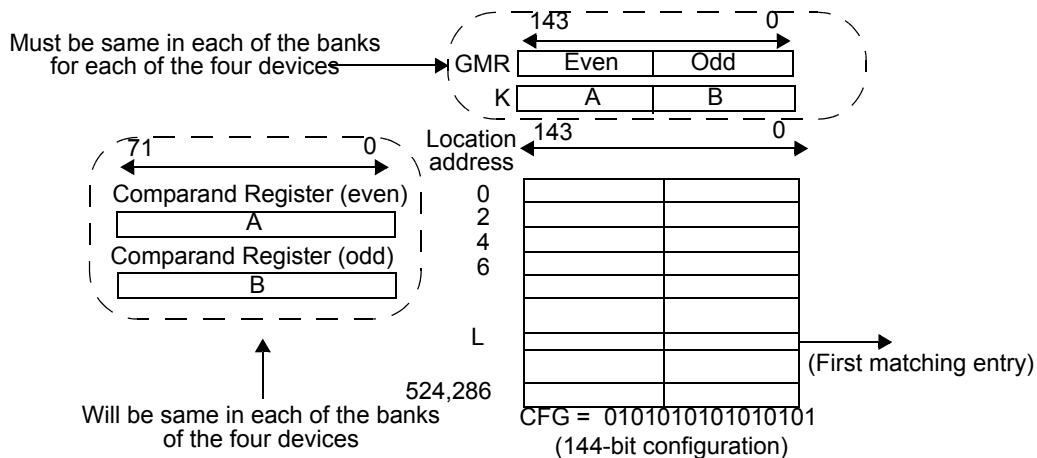 Must be same in each of the banks
for each of the four devices
143 0
GMR Even Odd
K A B
71 0
Comparand Register (even)
A
Comparand Register (odd)
B
Will be same in each of the banks
of the four devices
Location
address
143 0
0
2
4
6
L
524,286
(First matching entry)
CFG = 0101010101010101
(144-bit configuration)